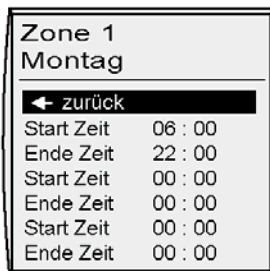 Zone 1
Montag
← zurück
Start Zeit 06 : 00
Ende Zeit 22 : 00
Start Zeit 00 : 00
Ende Zeit 00 : 00
Start Zeit 00 : 00
Ende Zeit 00 : 00